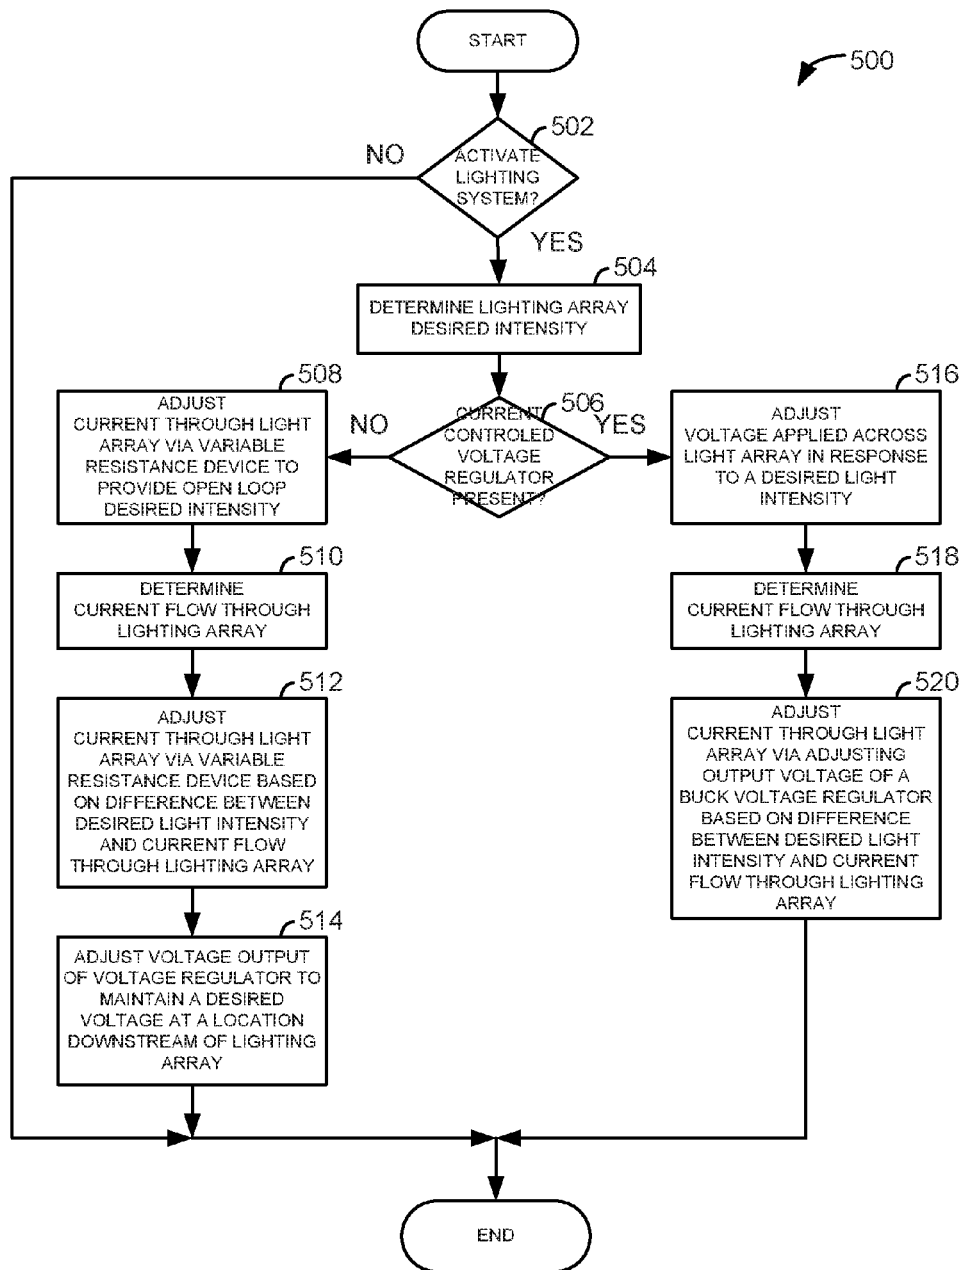 START
500
502
NO
ACTIVATE
LIGHTING
SYSTEM?
YES
504
DETERMINE LIGHTING ARRAY
DESIRED INTENSITY
506
CURRENT
CONTROLED
VOLTAGE
REGULATOR
PRESENT?
NO
YES
508
ADJUST
CURRENT THROUGH LIGHT
ARRAY VIA VARIABLE
RESISTANCE DEVICE TO
PROVIDE OPEN LOOP
DESIRED INTENSITY
510
DETERMINE
CURRENT FLOW THROUGH
LIGHTING ARRAY
512
ADJUST
CURRENT THROUGH LIGHT
ARRAY VIA VARIABLE
RESISTANCE DEVICE BASED
ON DIFFERENCE BETWEEN
DESIRED LIGHT INTENSITY
AND CURRENT FLOW
THROUGH LIGHTING ARRAY
514
ADJUST VOLTAGE OUTPUT
OF VOLTAGE REGULATOR TO
MAINTAIN A DESIRED
VOLTAGE AT A LOCATION
DOWNSTREAM OF LIGHTING
ARRAY
516
ADJUST
VOLTAGE APPLIED ACROSS
LIGHT ARRAY IN RESPONSE
TO A DESIRED LIGHT
INTENSITY
518
DETERMINE
CURRENT FLOW THROUGH
LIGHTING ARRAY
520
ADJUST
CURRENT THROUGH LIGHT
ARRAY VIA ADJUSTING
OUTPUT VOLTAGE OF A
BUCK VOLTAGE REGULATOR
BASED ON DIFFERENCE
BETWEEN DESIRED LIGHT
INTENSITY AND CURRENT
FLOW THROUGH LIGHTING
ARRAY
END